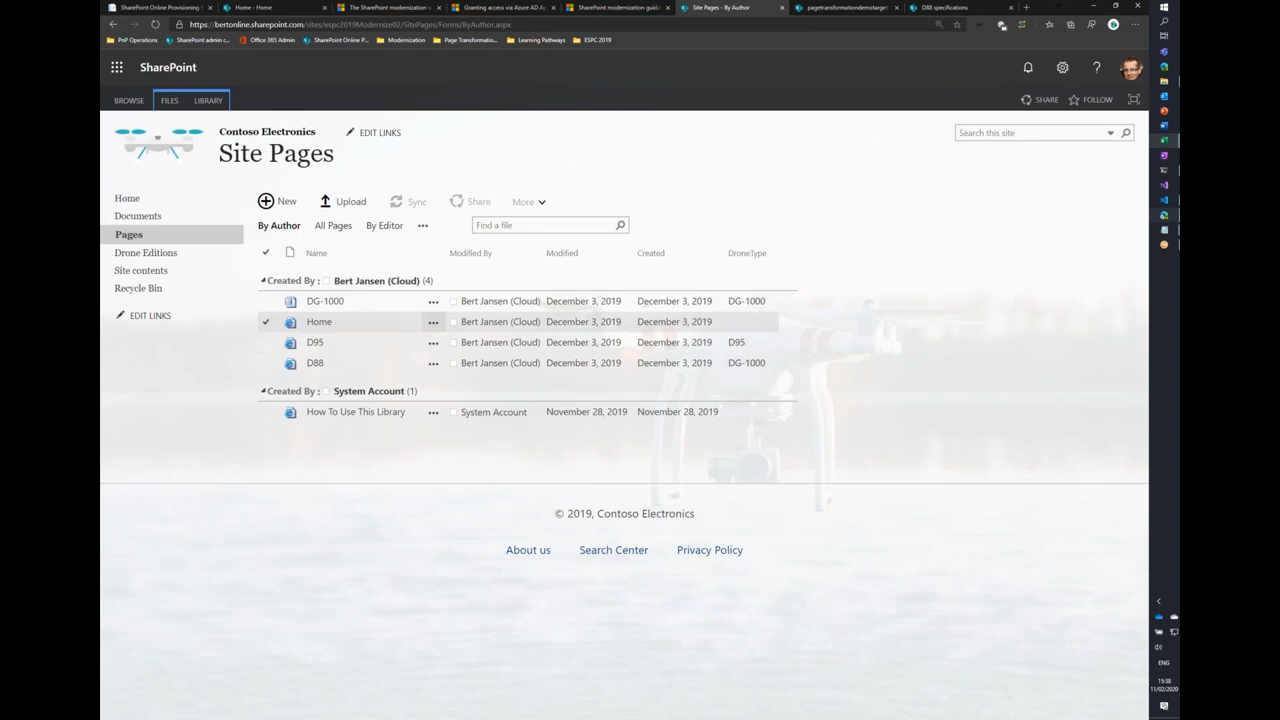 SharePoint Online Provisioning S
Home - Home
The SharePoint modernization sc
Granting access via Azure AD Ap
SharePoint modernization guide
Site Pages - By Author
pagetransformationdemotarget
D88 specifications
https://bertonline.sharepoint.com/sites/espc2019Modernize02/SitePages/Forms/ByAuthor.aspx
PnP Operations SharePoint admin c... Office 365 Admin SharePoint Online P... Modernization Page Transformatio... Learning Pathways ESPC 2019
SharePoint
BROWSE FILES LIBRARY SHARE FOLLOW
Contoso Electronics EDIT LINKS
Site Pages
Search this site
Home
Documents
Pages
Drone Editions
Site contents
Recycle Bin
EDIT LINKS
New Upload Sync Share More
By Author All Pages By Editor ... Find a file
Name Modified By Modified Created DroneType
Created By : Bert Jansen (Cloud) (4)
DG-1000 ... Bert Jansen (Cloud) December 3, 2019 December 3, 2019 DG-1000
Home ... Bert Jansen (Cloud) December 3, 2019 December 3, 2019
D95 ... Bert Jansen (Cloud) December 3, 2019 December 3, 2019 D95
D88 ... Bert Jansen (Cloud) December 3, 2019 December 3, 2019 DG-1000
Created By : System Account (1)
How To Use This Library ... System Account November 28, 2019 November 28, 2019
© 2019, Contoso Electronics
About us Search Center Privacy Policy
ENG
15:38
11/02/2020